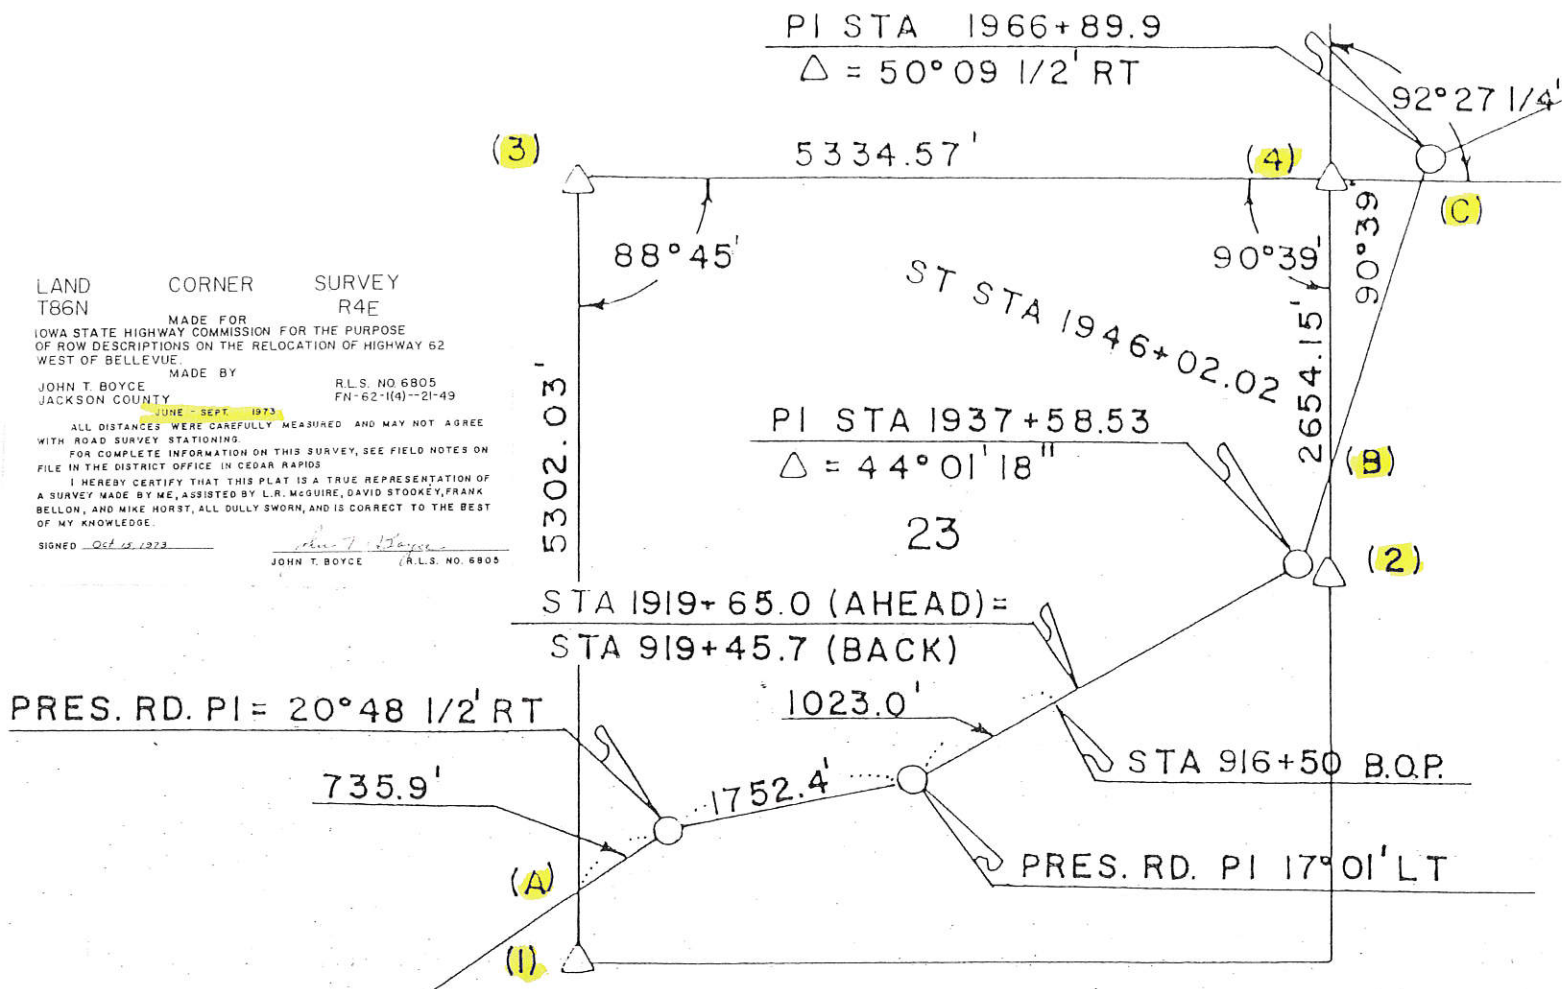 PI STA 1966+89.9
△ = 50° 09 1/2' RT
92° 27 1/4'
(3)
5334.57'
(4)
(C)
88° 45'
90° 39'
90° 39'
ST STA 1946+02.02
2654.15'
5302.03'
LAND CORNER SURVEY
T86N R4E
MADE FOR
IOWA STATE HIGHWAY COMMISSION FOR THE PURPOSE
OF ROW DESCRIPTIONS ON THE RELOCATION OF HIGHWAY 62
WEST OF BELLEVUE.
MADE BY
JOHN T. BOYCE R.L.S. NO. 6805
JACKSON COUNTY FN-62-1(4)--21-49
JUNE - SEPT. 1973
ALL DISTANCES WERE CAREFULLY MEASURED AND MAY NOT AGREE
WITH ROAD SURVEY STATIONING.
FOR COMPLETE INFORMATION ON THIS SURVEY, SEE FIELD NOTES ON
FILE IN THE DISTRICT OFFICE IN CEDAR RAPIDS
I HEREBY CERTIFY THAT THIS PLAT IS A TRUE REPRESENTATION OF
A SURVEY MADE BY ME, ASSISTED BY L.R. McGUIRE, DAVID STOOKEY, FRANK
BELLON, AND MIKE HORST, ALL DULLY SWORN, AND IS CORRECT TO THE BEST
OF MY KNOWLEDGE.
SIGNED Oct 15, 1973 John T. Boyce
JOHN T. BOYCE R.L.S. NO. 6805
PI STA 1937+58.53
△ = 44° 01' 18"
(B)
23
(2)
STA 1919+65.0 (AHEAD)=
STA 919+45.7 (BACK)
PRES. RD. PI = 20° 48 1/2' RT
1023.0'
STA 916+50 B.O.P.
735.9'
1752.4'
PRES. RD. PI 17° 01' LT
(A)
(1)